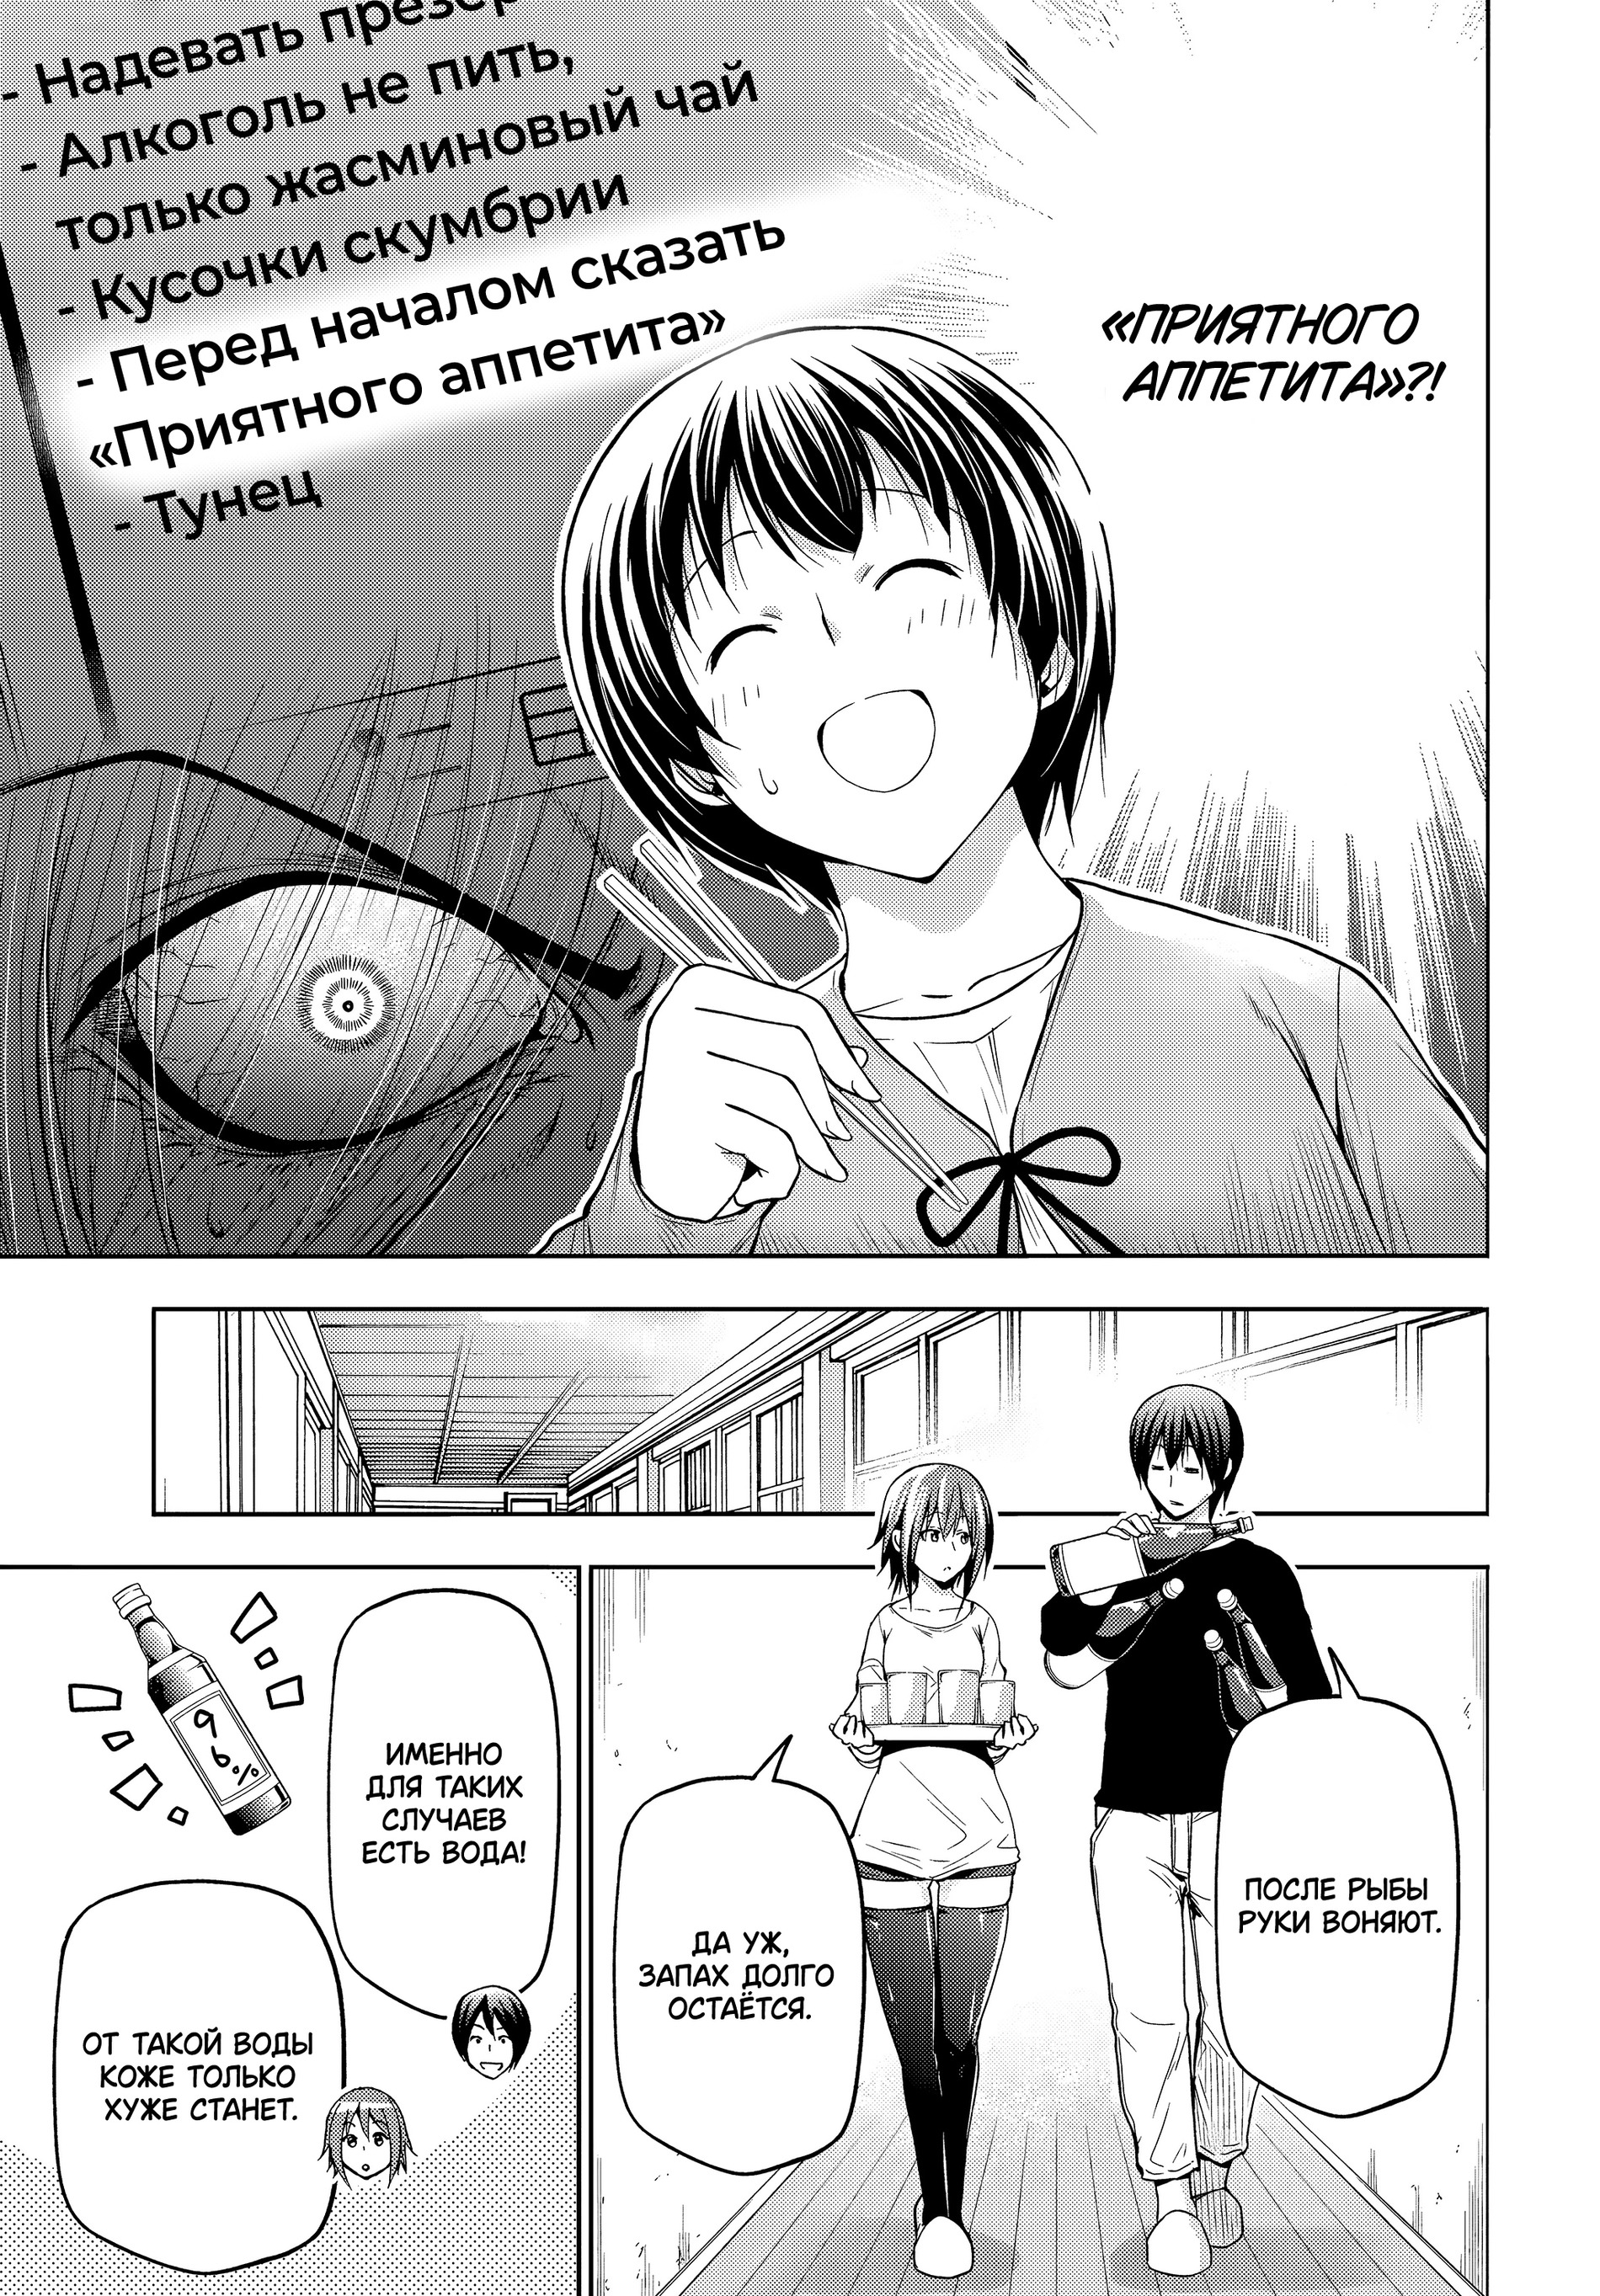 - Надевать презер
- Алкоголь не пить,
только жасминовый чай
- Кусочки скумбрии
- Перед началом сказать
«Приятного аппетита»
- Тунец
«ПРИЯТНОГО
АППЕТИТА»?!
ПОСЛЕ РЫБЫ
РУКИ ВОНЯЮТ.
ДА УЖ,
ЗАПАХ ДОЛГО
ОСТАЁТСЯ.
ИМЕННО
ДЛЯ ТАКИХ
СЛУЧАЕВ
ЕСТЬ ВОДА!
96%
ОТ ТАКОЙ ВОДЫ
КОЖЕ ТОЛЬКО
ХУЖЕ СТАНЕТ.